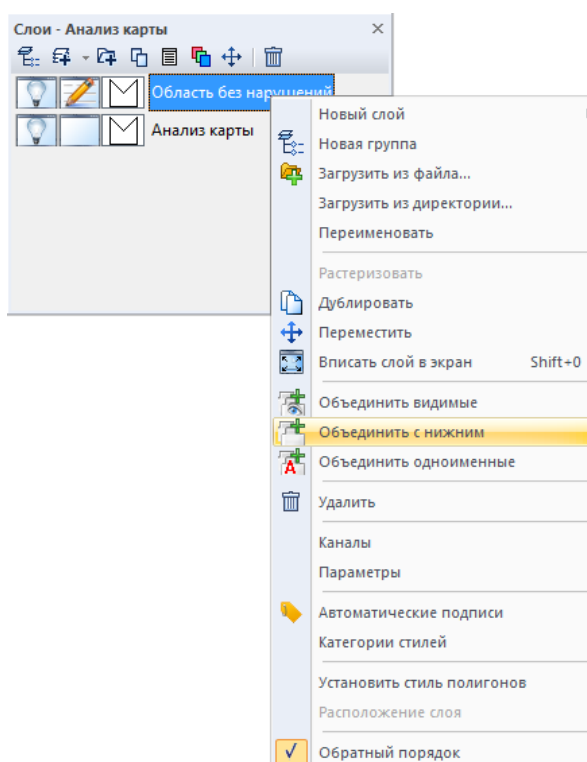 Слои - Анализ карты
Область без нарушений
Анализ карты
Новый слой
Новая группа
Загрузить из файла...
Загрузить из директории...
Переименовать
Растеризовать
Дублировать
Переместить
Вписать слой в экран Shift+0
Объединить видимые
Объединить с нижним
Объединить одноименные
Удалить
Каналы
Параметры
Автоматические подписи
Категории стилей
Установить стиль полигонов
Расположение слоя
Обратный порядок